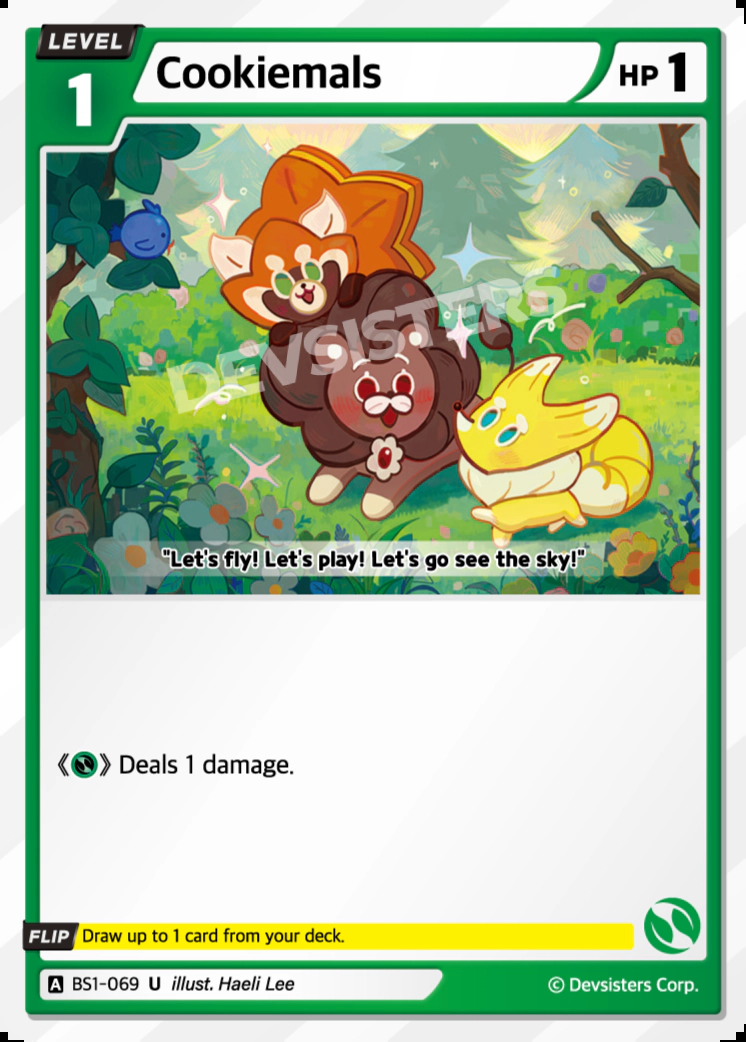 LEVEL
1
Cookiemals
HP 1
DEVSISTERS
"Let's fly! Let's play! Let's go see the sky!"
《》 Deals 1 damage.
FLIP Draw up to 1 card from your deck.
A BS1-069 U illust. Haeli Lee
© Devsisters Corp.